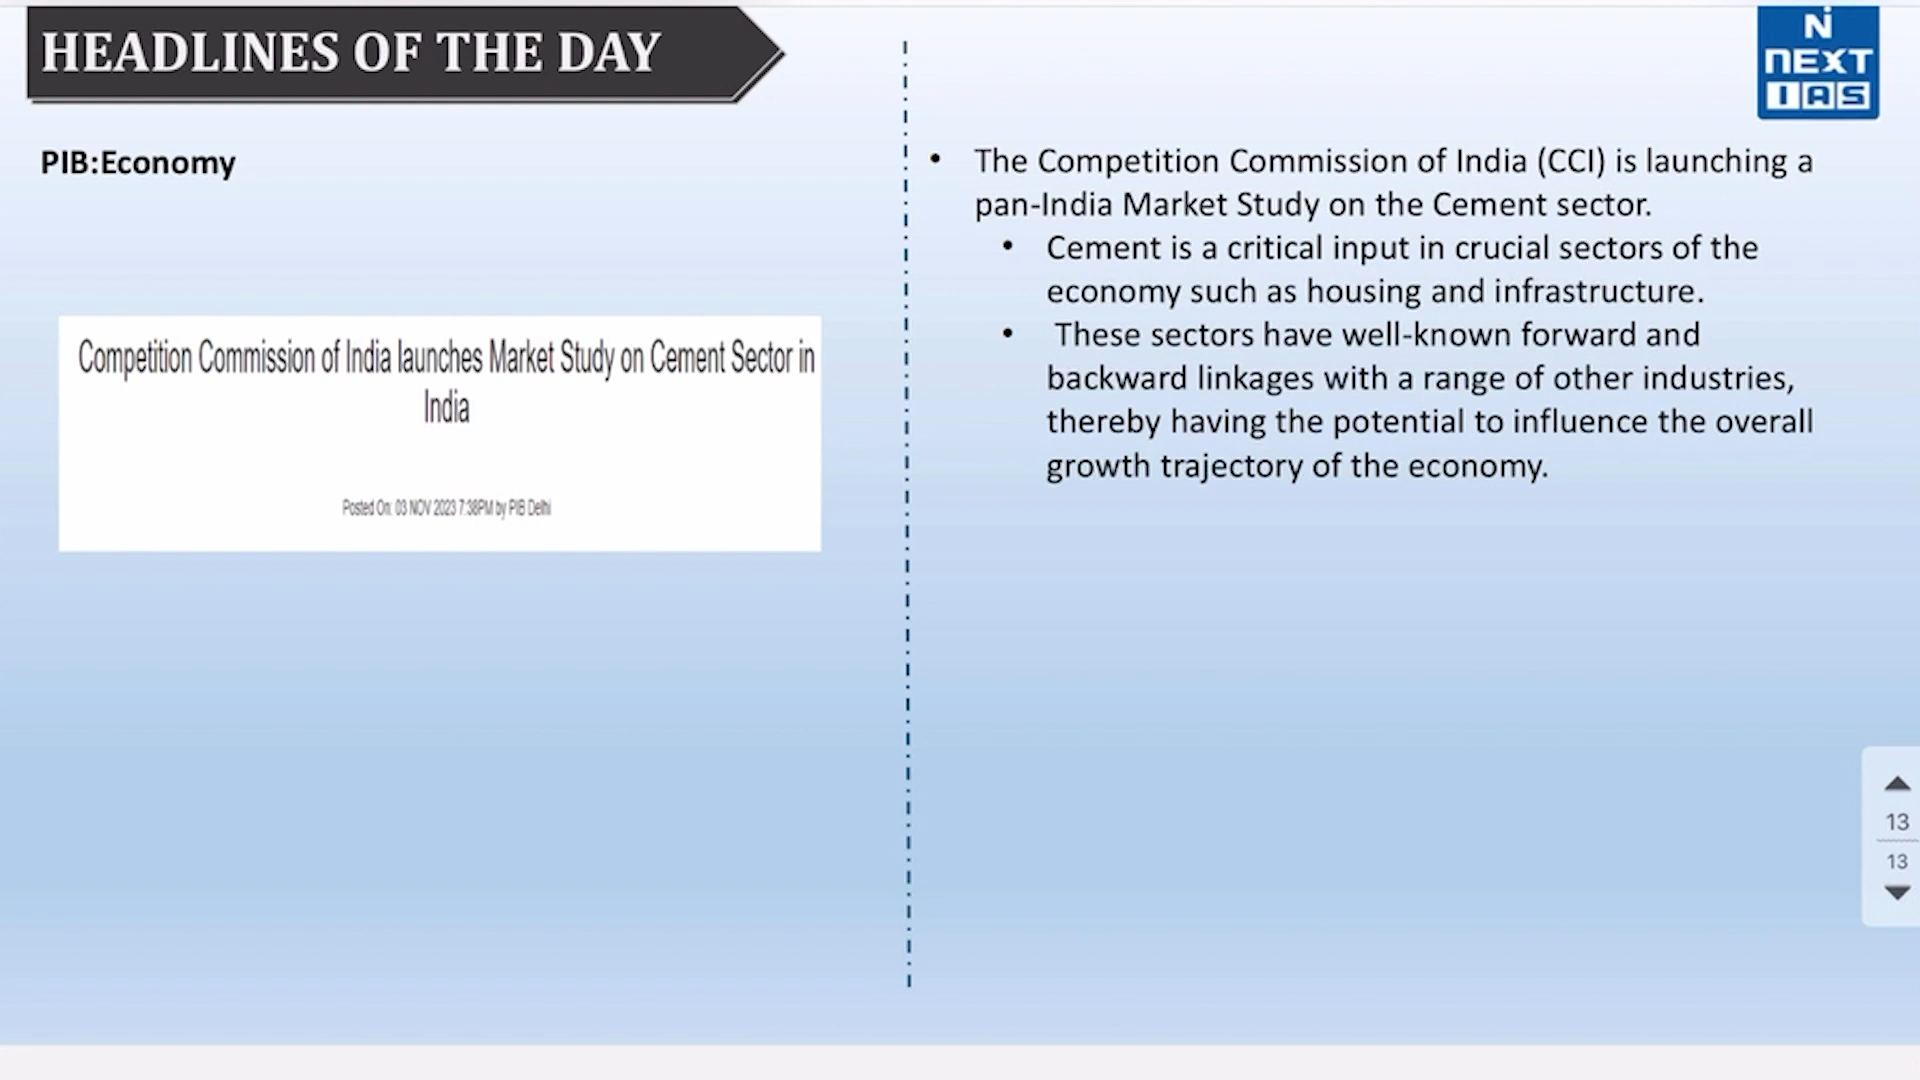 HEADLINES OF THE DAY
N
NEXT
IAS
PIB:Economy
Competition Commission of India launches Market Study on Cement Sector in
India
Posted On: 03 NOV 2023 7:38PM by PIB Delhi
• The Competition Commission of India (CCI) is launching a
pan-India Market Study on the Cement sector.
• Cement is a critical input in crucial sectors of the
economy such as housing and infrastructure.
• These sectors have well-known forward and
backward linkages with a range of other industries,
thereby having the potential to influence the overall
growth trajectory of the economy.
13
13